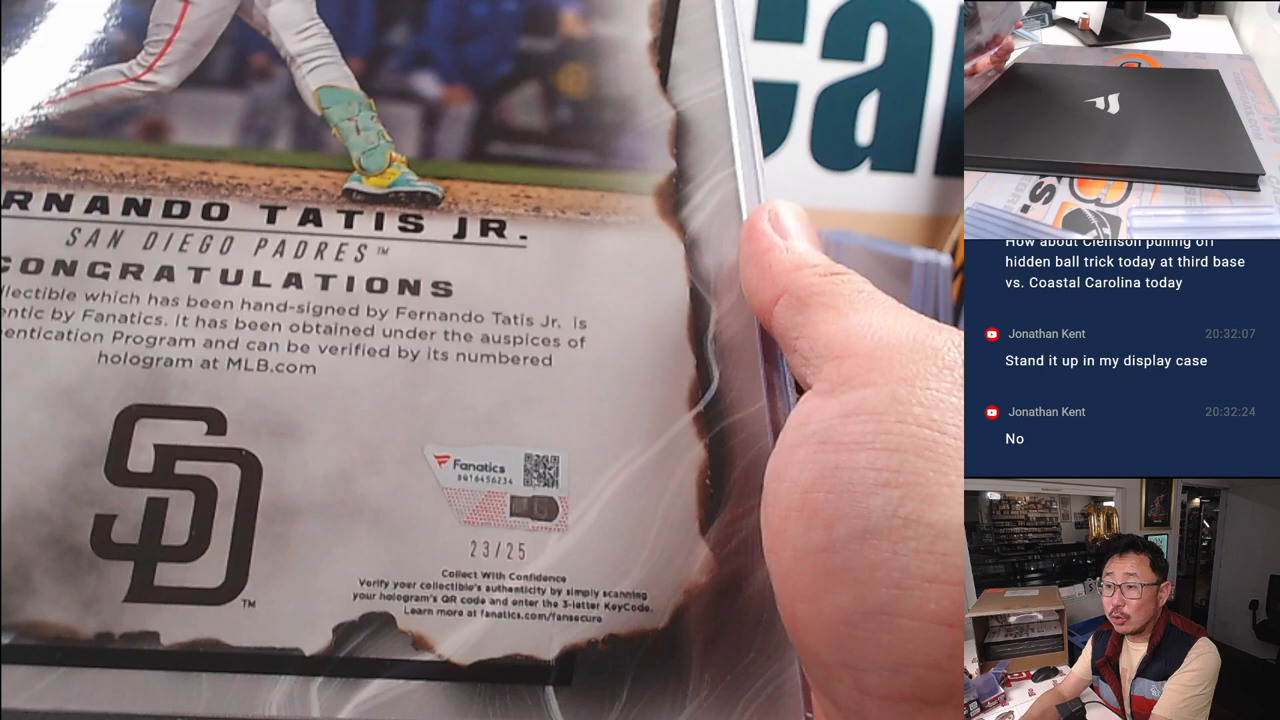 RNANDO TATIS JR.
SAN DIEGO PADRES™
CONGRATULATIONS
llectible which has been hand-signed by Fernando Tatis Jr. is
entic by Fanatics. It has been obtained under the auspices of
entication Program and can be verified by its numbered
hologram at MLB.com
SD
TM
Fanatics
23/25
Collect With Confidence
Verify your collectible's authenticity by simply scanning
your hologram's QR code and enter the 3-letter KeyCode.
Learn more at fanatics.com/fansecure
ca
How about Clemson pulling off
hidden ball trick today at third base
vs. Coastal Carolina today
Jonathan Kent 20:32:07
Stand it up in my display case
Jonathan Kent 20:32:24
No